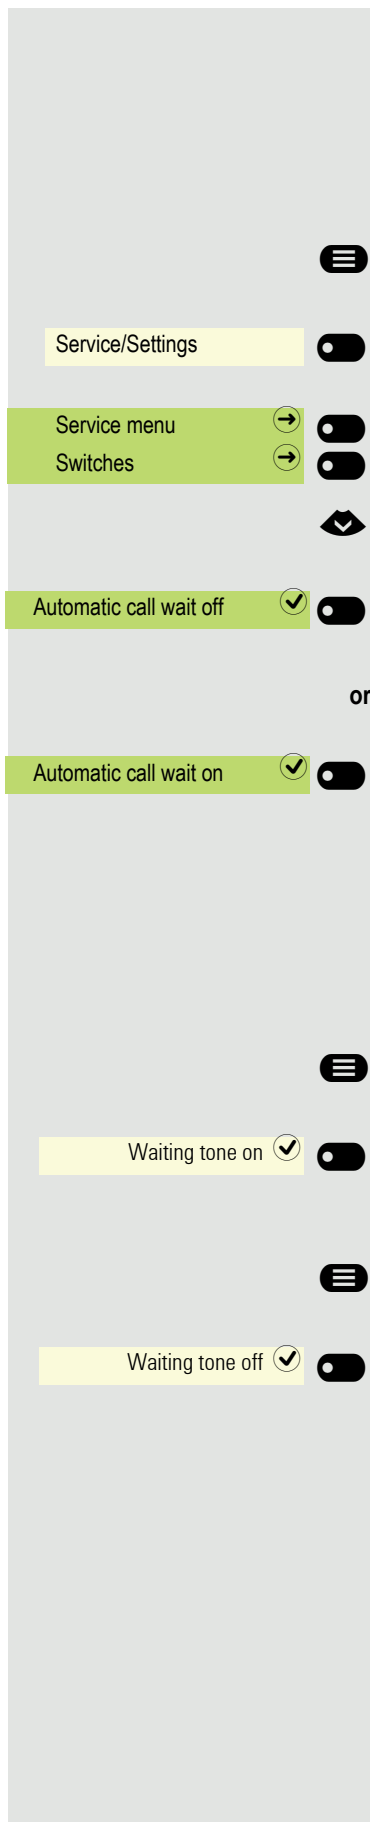 Service/Settings
Service menu
Switches
Automatic call wait off
or
Automatic call wait on
Waiting tone on
Waiting tone off